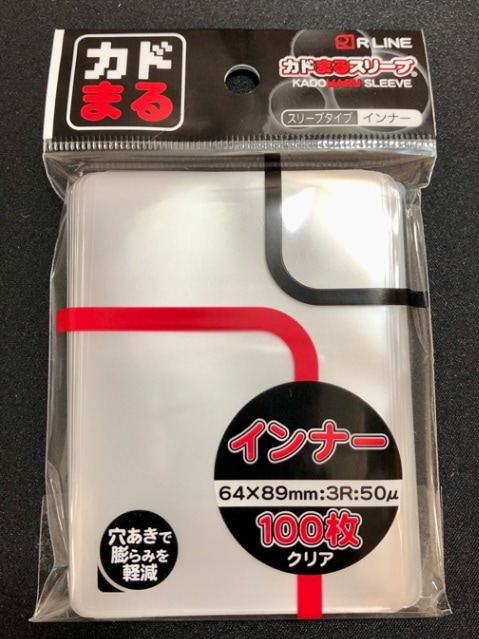 カド
まる
R LINE
カドまるスリーブ®
KADOMARU SLEEVE
スリーブタイプ インナー
インナー
64×89mm:3R:50μ
100枚
クリア
穴あきで
膨らみを
軽減